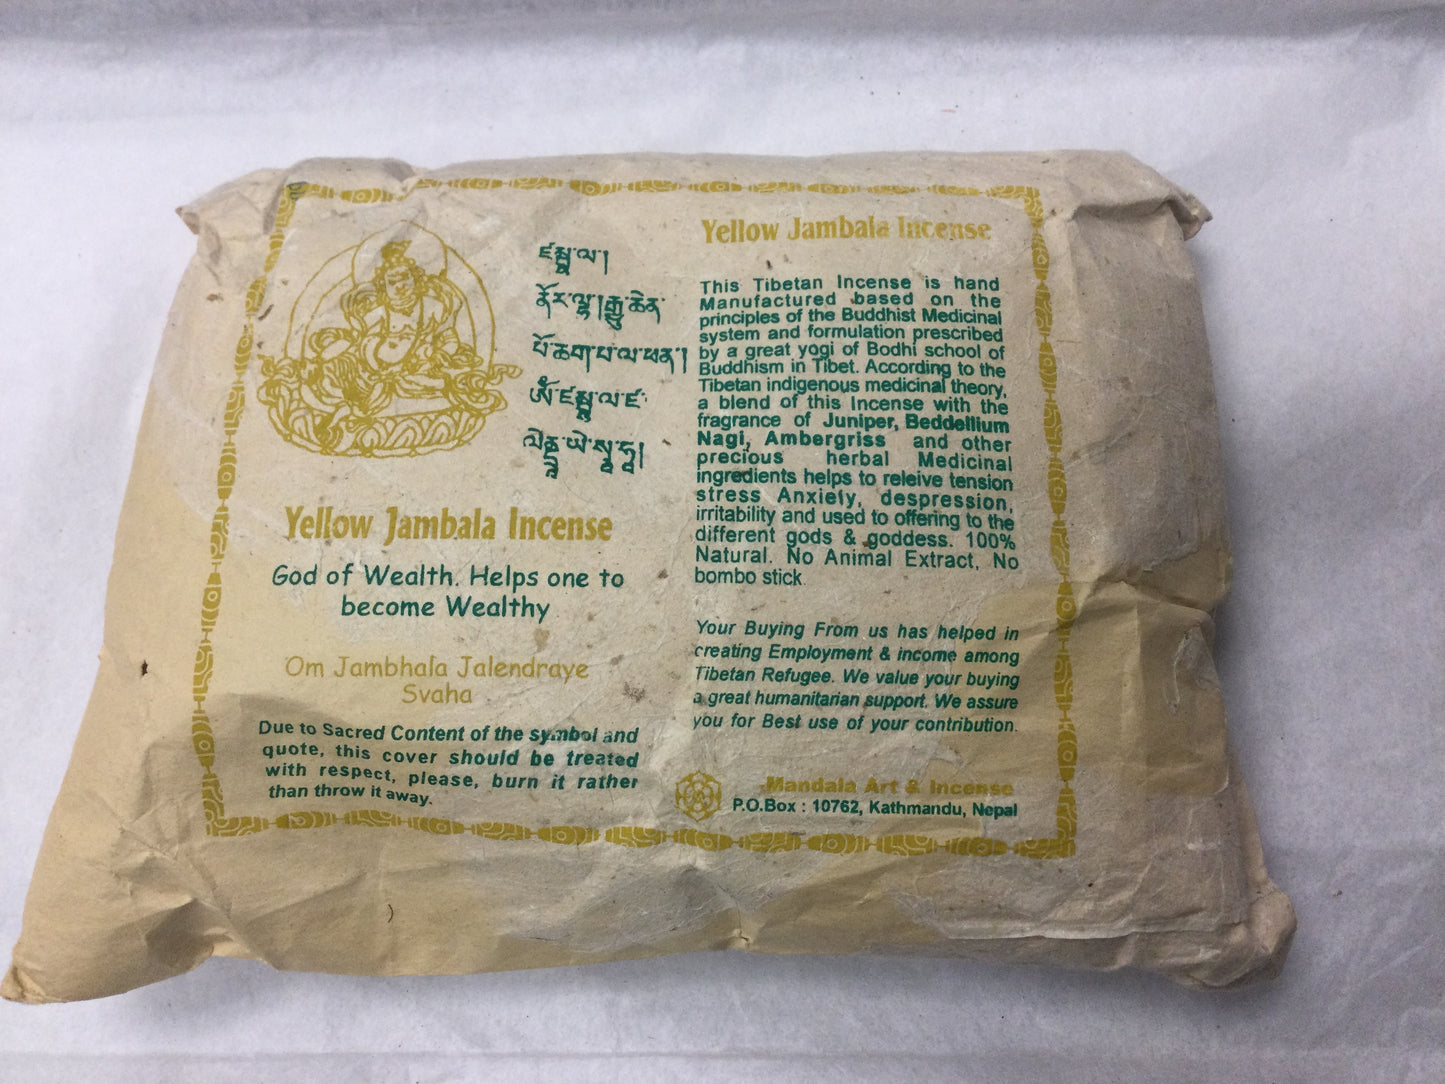 ཛམྦྷ་ལ།
ནོར་ལྷ།རྒྱུ་ཆེན་
པོ་ཆག་པ་ལ་ཕན།
ཨོཾ་ཛམྦྷ་ལ་ཛ་
Yellow Jambala Incense
God of Wealth. Helps one to
become Wealthy
Om Jambhala Jalendraye
Svaha
Due to Sacred Content of the symbol and
quote, this cover should be treated
with respect, please, burn it rather
than throw it away.
Yellow Jambala Incense
This Tibetan Incense is hand
Manufactured based on the
principles of the Buddhist Medicinal
system and formulation prescribed
by a great yogi of Bodhi school of
Buddhism in Tibet. According to the
Tibetan indigenous medicinal theory,
a blend of this Incense with the
fragrance of Juniper, Beddellium
Nagi, Ambergriss and other
precious herbal Medicinal
ingredients helps to releive tension
stress Anxiety, despression,
irritability and used to offering to the
different gods & goddess. 100%
Natural. No Animal Extract, No
bombo stick.
Your Buying From us has helped in
creating Employment & income among
Tibetan Refugee. We value your buying
a great humanitarian support. We assure
you for Best use of your contribution.
Mandala Art & Incense
P.O.Box : 10762, Kathmandu, Nepal